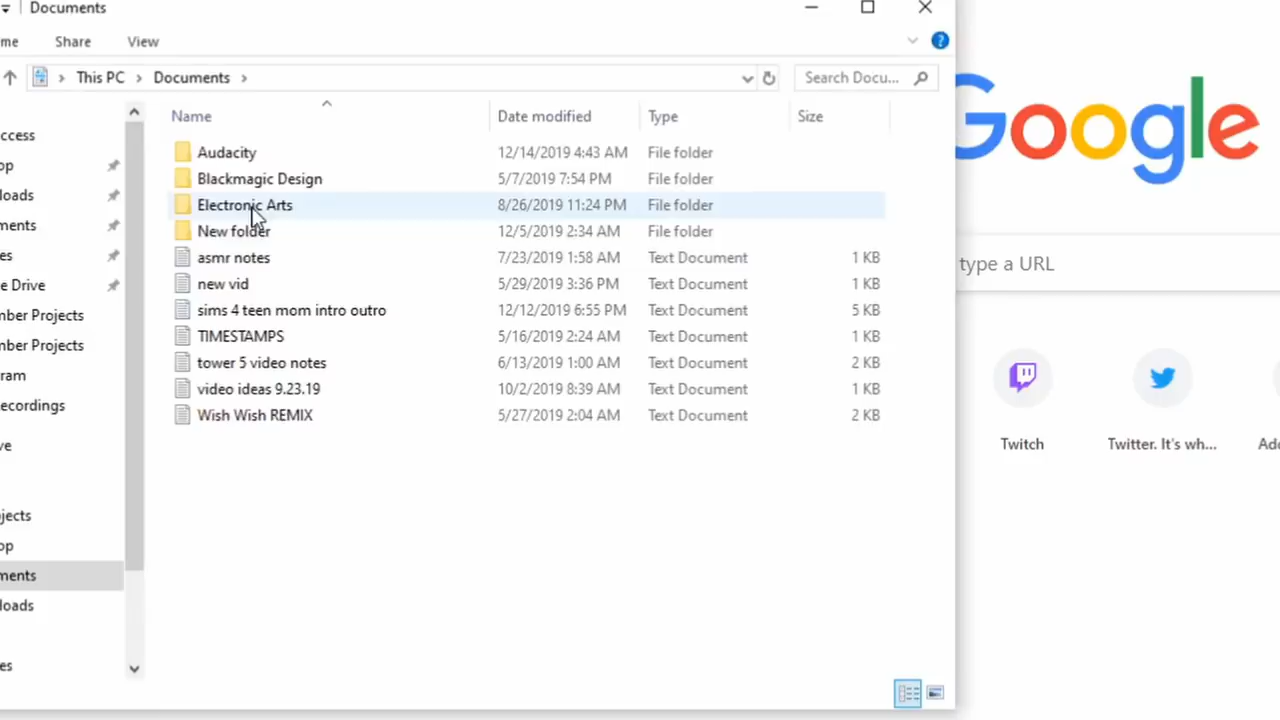 Documents
me Share View
This PC > Documents >
Search Docu...
Name Date modified Type Size
Audacity 12/14/2019 4:43 AM File folder
Blackmagic Design 5/7/2019 7:54 PM File folder
Electronic Arts 8/26/2019 11:24 PM File folder
New folder 12/5/2019 2:34 AM File folder
asmr notes 7/23/2019 1:58 AM Text Document 1 KB
new vid 5/29/2019 3:36 PM Text Document 1 KB
sims 4 teen mom intro outro 12/12/2019 6:55 PM Text Document 5 KB
TIMESTAMPS 5/16/2019 2:24 AM Text Document 1 KB
tower 5 video notes 6/13/2019 1:00 AM Text Document 2 KB
video ideas 9.23.19 10/2/2019 8:39 AM Text Document 1 KB
Wish Wish REMIX 5/27/2019 2:04 AM Text Document 2 KB
ccess
op
loads
ments
es
e Drive
mber Projects
mber Projects
ram
ecordings
ve
jects
op
ments
loads
es
Google
type a URL
Twitch
Twitter. It's wh...
Ado